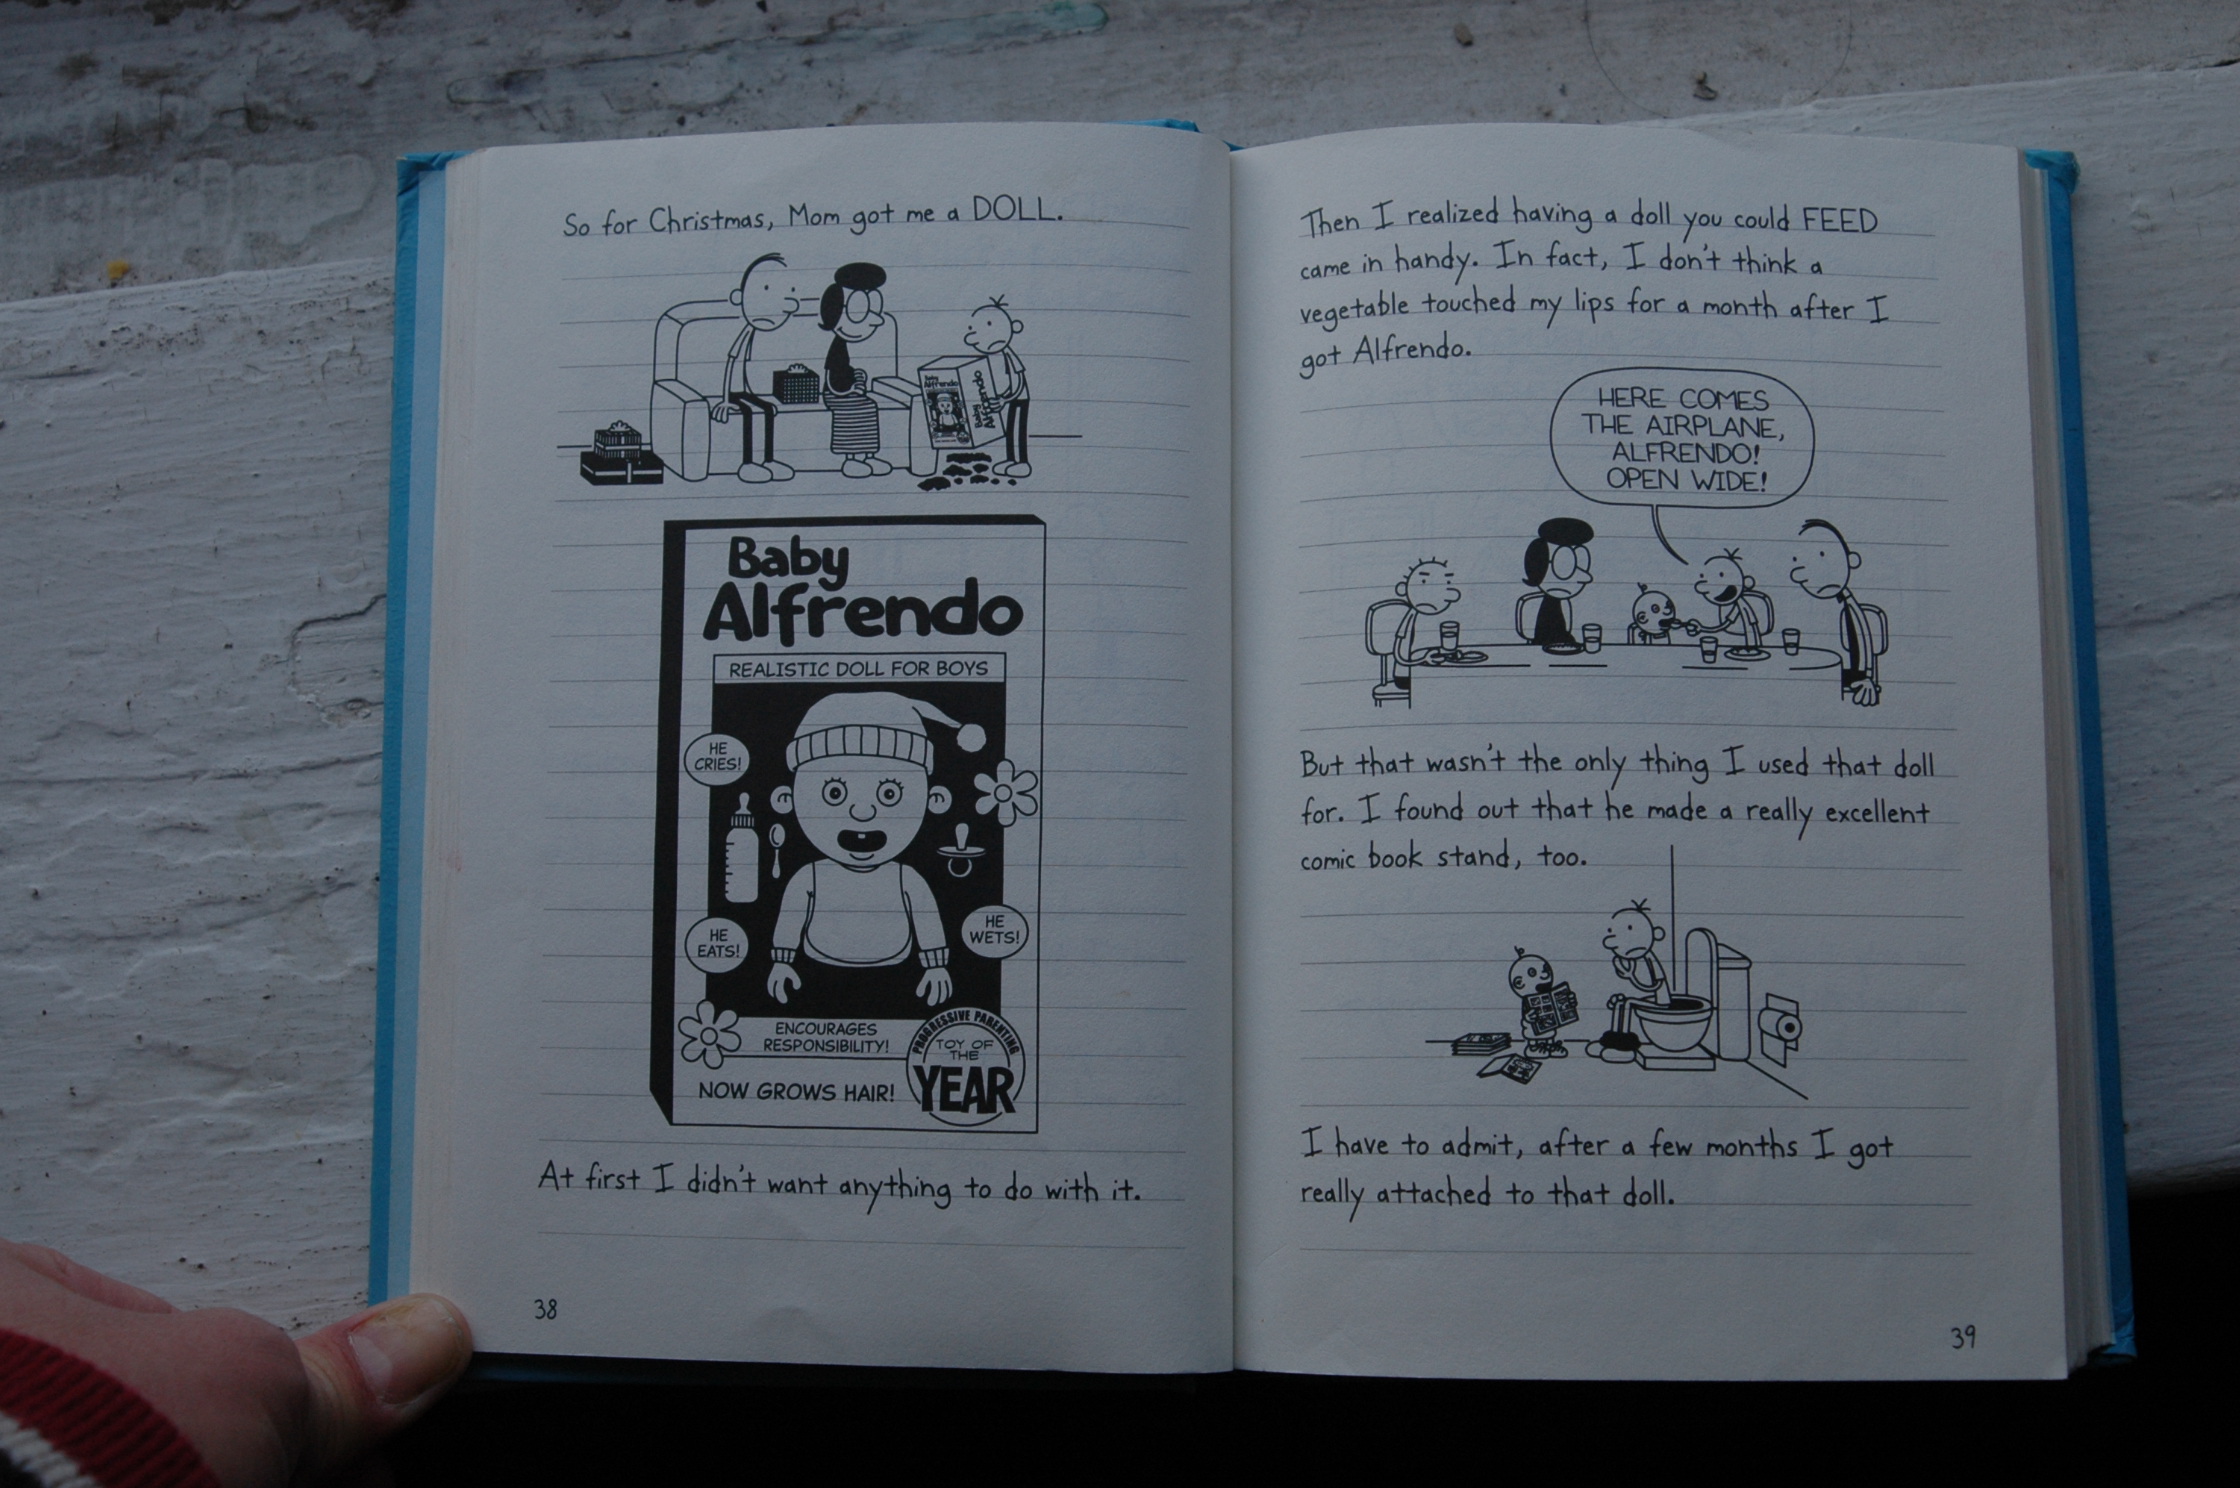 So for Christmas, Mom got me a DOLL.
Baby
Alfrendo
Baby
Alfrendo
Baby
Alfrendo
REALISTIC DOLL FOR BOYS
HE
CRIES!
HE
EATS!
HE
WETS!
ENCOURAGES
RESPONSIBILITY!
NOW GROWS HAIR!
PROGRESSIVE PARENTING
TOY OF
THE
YEAR
At first I didn't want anything to do with it.
38
Then I realized having a doll you could FEED
came in handy. In fact, I don't think a
vegetable touched my lips for a month after I
got Alfrendo.
HERE COMES
THE AIRPLANE,
ALFRENDO!
OPEN WIDE!
But that wasn't the only thing I used that doll
for. I found out that he made a really excellent
comic book stand, too.
I have to admit, after a few months I got
really attached to that doll.
39